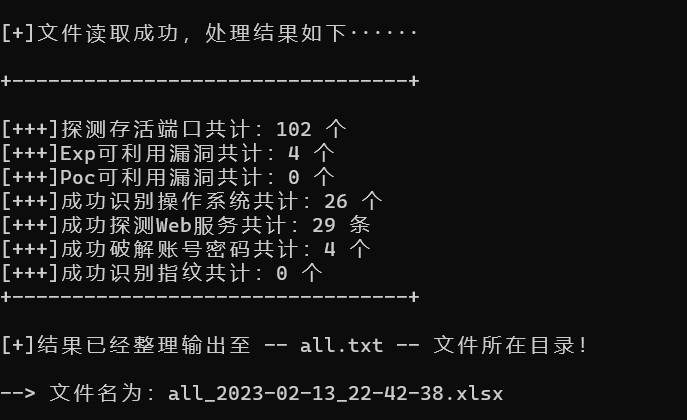 [+]文件读取成功，处理结果如下······
+---------------------------------+
[+++]探测存活端口共计：102 个
[+++]Exp可利用漏洞共计：4 个
[+++]Poc可利用漏洞共计：0 个
[+++]成功识别操作系统共计：26 个
[+++]成功探测Web服务共计：29 条
[+++]成功破解账号密码共计：4 个
[+++]成功识别指纹共计：0 个
+---------------------------------+
[+]结果已经整理输出至 -- all.txt -- 文件所在目录！
--> 文件名为：all_2023-02-13_22-42-38.xlsx